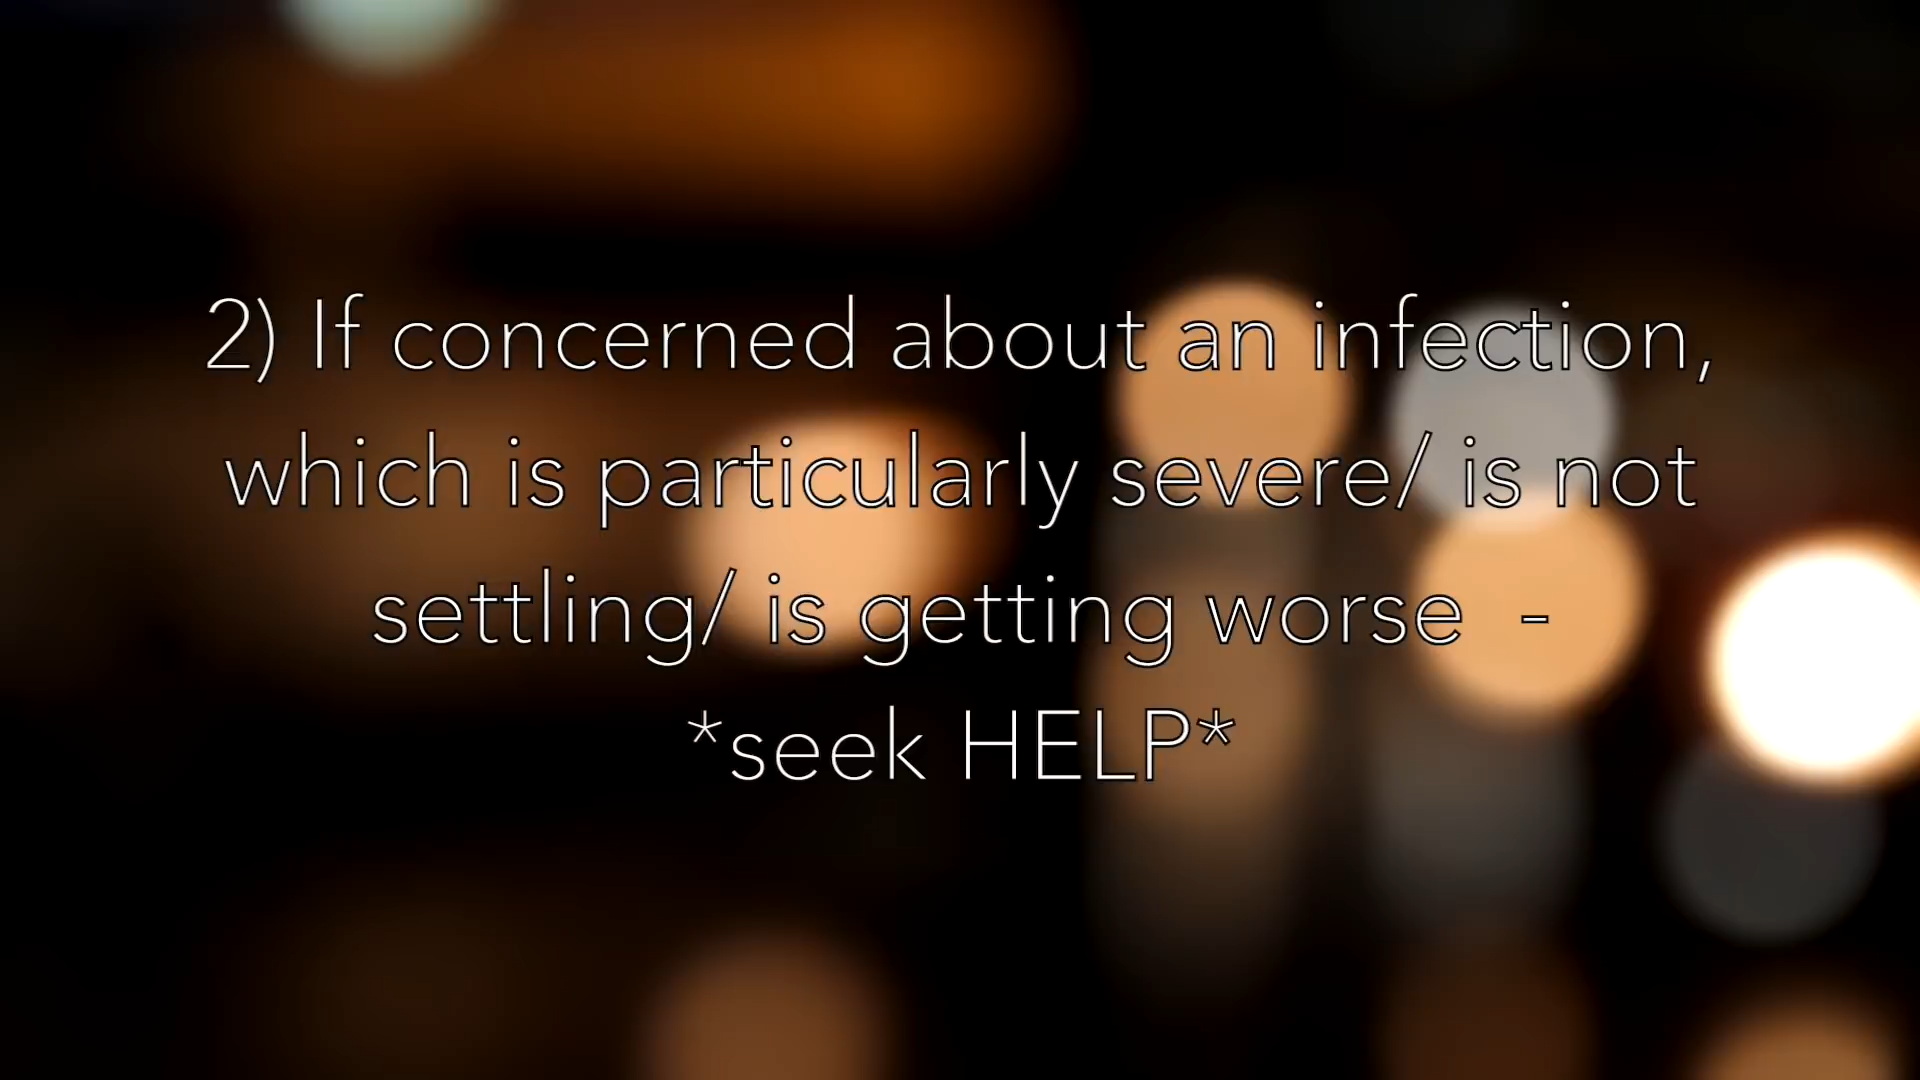 2) If concerned about an infection,
which is particularly severe/ is not
settling/ is getting worse  -
*seek HELP*